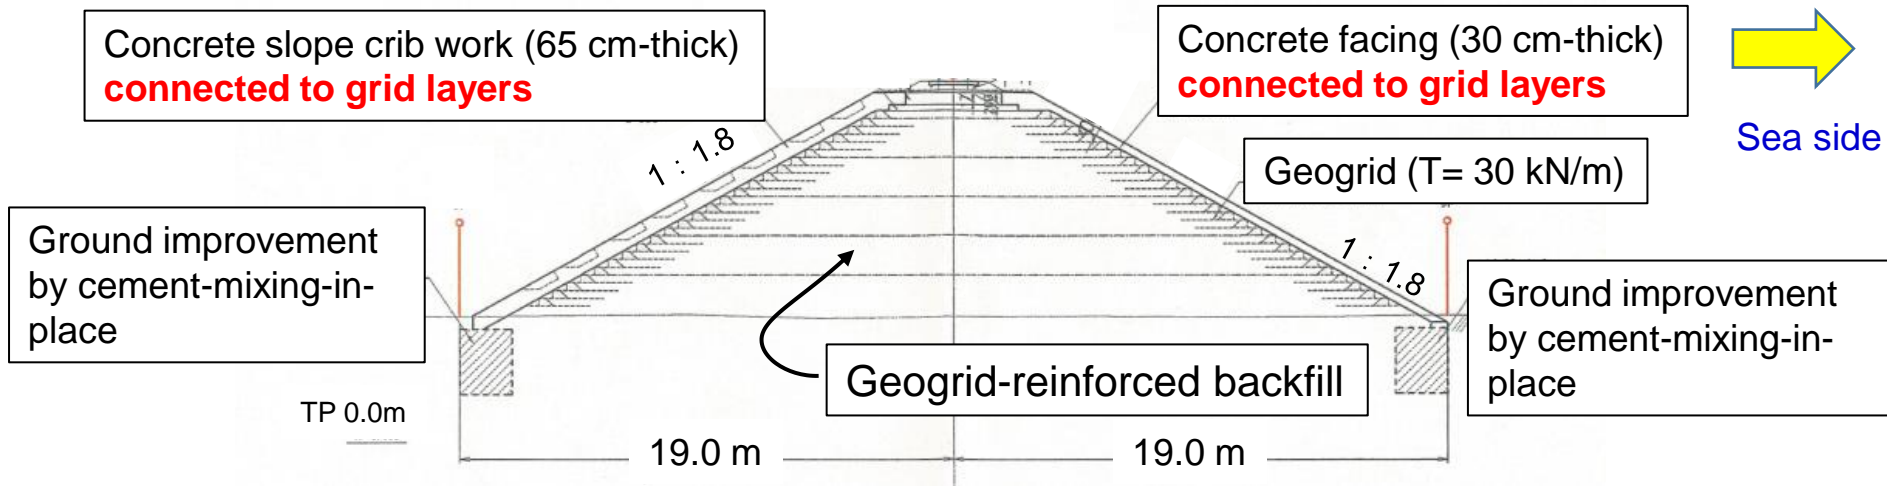 Concrete slope crib work (65 cm-thick)
connected to grid layers
Concrete facing (30 cm-thick)
connected to grid layers
Sea side
1 : 1.8
Geogrid (T= 30 kN/m)
Ground improvement
by cement-mixing-in-
place
1 : 1.8
Ground improvement
by cement-mixing-in-
place
Geogrid-reinforced backfill
TP 0.0m
19.0 m
19.0 m